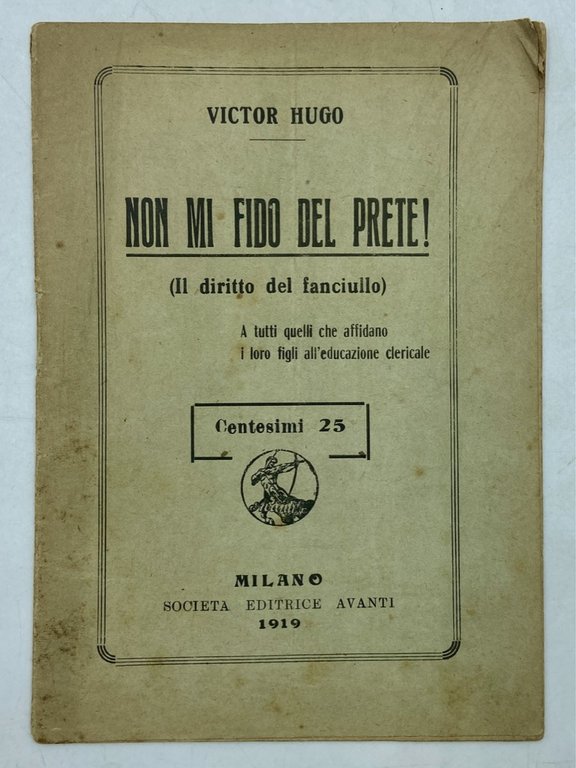 VICTOR HUGO
NON MI FIDO DEL PRETE!
(Il diritto del fanciullo)
A tutti quelli che affidano
i loro figli all'educazione clericale
Centesimi 25
Avanti
MILANO
SOCIETA EDITRICE AVANTI
1919